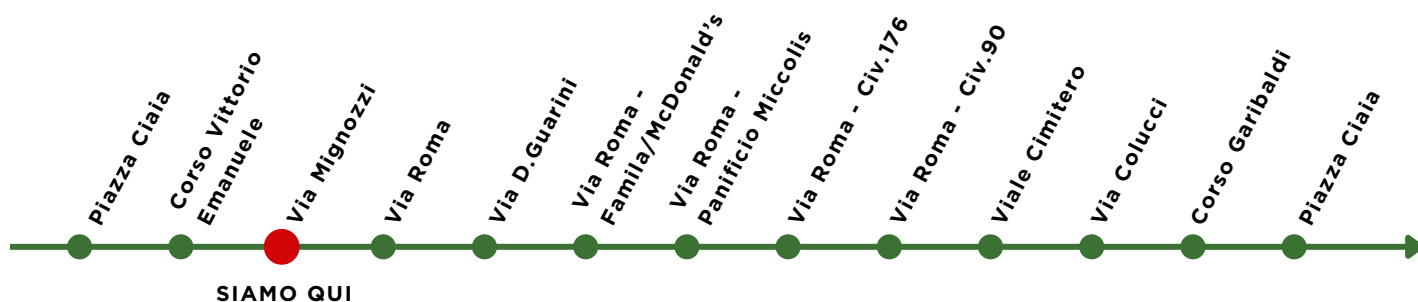 Piazza Ciaia
Corso Vittorio
Emanuele
Via Mignozzi
Via Roma
Via D.Guarini
Via Roma -
Famila/McDonald's
Via Roma -
Panificio Miccolis
Via Roma - Civ.176
Via Roma - Civ.90
Viale Cimitero
Via Colucci
Corso Garibaldi
Piazza Ciaia
SIAMO QUI